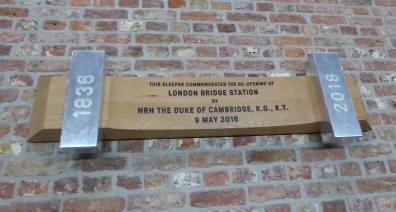 1836
THIS SLEEPER COMMEMORATES THE RE-OPENING OF
LONDON BRIDGE STATION
BY
HRH THE DUKE OF CAMBRIDGE, K.G., K.T.
9 MAY 2018
2018